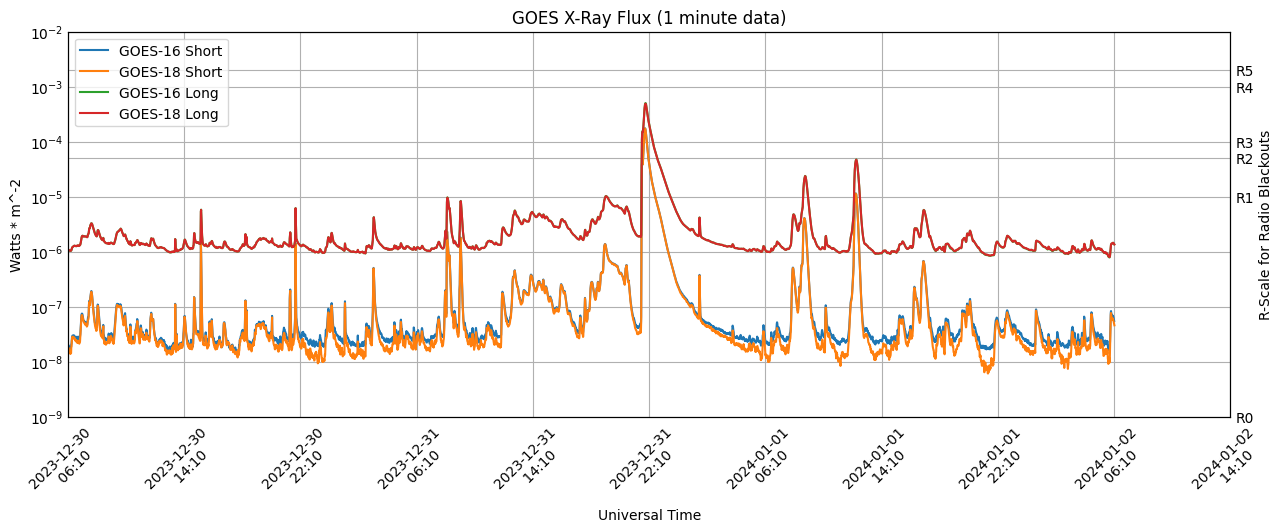 GOES X-Ray Flux (1 minute data)
GOES-16 Short
GOES-18 Short
GOES-16 Long
GOES-18 Long
10^-2
10^-3
10^-4
10^-5
10^-6
10^-7
10^-8
10^-9
Watts * m^-2
R5
R4
R3
R2
R1
R0
R-Scale for Radio Blackouts
2023-12-30
06:10
2023-12-30
14:10
2023-12-30
22:10
2023-12-31
06:10
2023-12-31
14:10
2023-12-31
22:10
2024-01-01
06:10
2024-01-01
14:10
2024-01-01
22:10
2024-01-02
06:10
2024-01-02
14:10
Universal Time